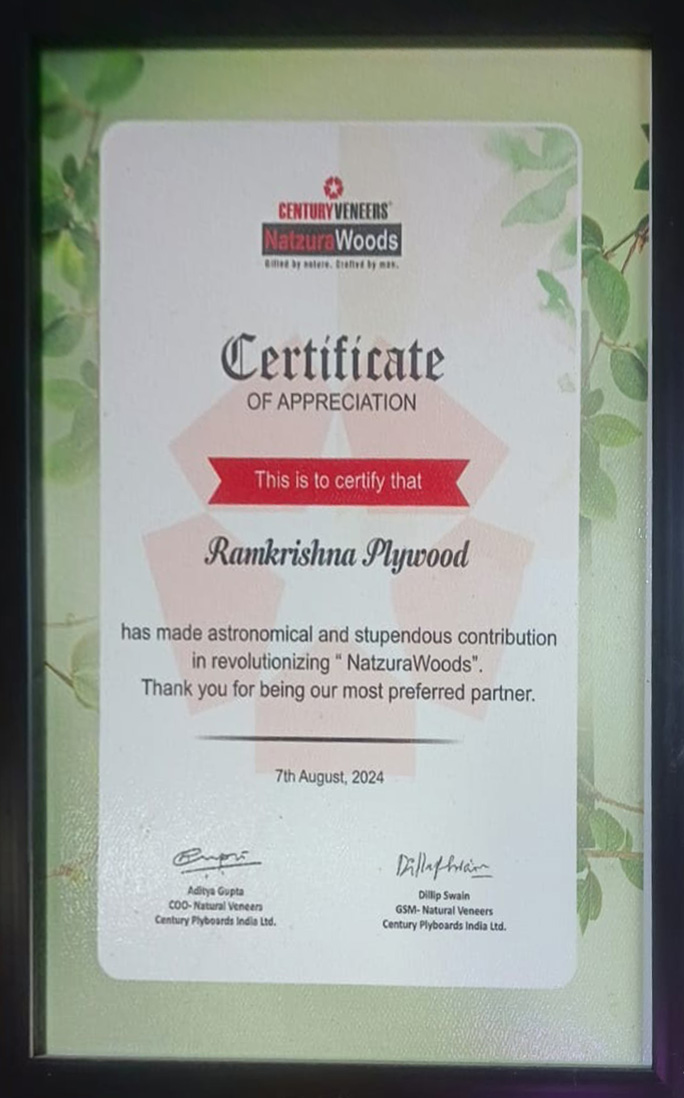 CENTURYVENEERS®
NatzuraWoods
Gifted by nature. Crafted by man.
Certificate
OF APPRECIATION
This is to certify that
Ramkrishna Plywood
has made astronomical and stupendous contribution
in revolutionizing “ NatzuraWoods”.
Thank you for being our most preferred partner.
7th August, 2024
Aditya Gupta
COO- Natural Veneers
Century Plyboards India Ltd.
Dillip Swain
GSM- Natural Veneers
Century Plyboards India Ltd.